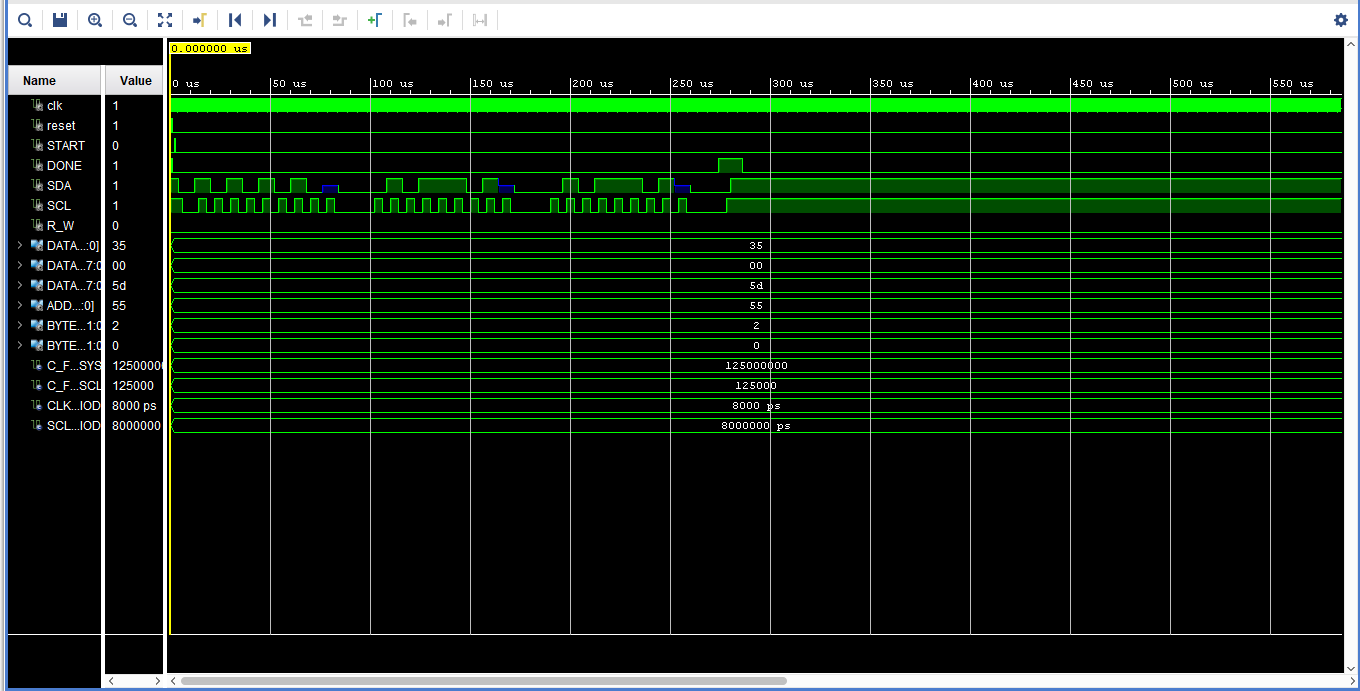 0.000000 us
Name Value
0 us 50 us 100 us 150 us 200 us 250 us 300 us 350 us 400 us 450 us 500 us 550 us
clk 1
reset 1
START 0
DONE 1
SDA 1
SCL 1
R_W 0
DATA...:0] 35 35
DATA...7:0 00 00
DATA...7:0 5d 5d
ADD...:0] 55 55
BYTE...1:0 2 2
BYTE...1:0 0 0
C_F...SYS 12500000 125000000
C_F...SCL 125000 125000
CLK...IOD 8000 ps 8000 ps
SCL...IOD 8000000 8000000 ps